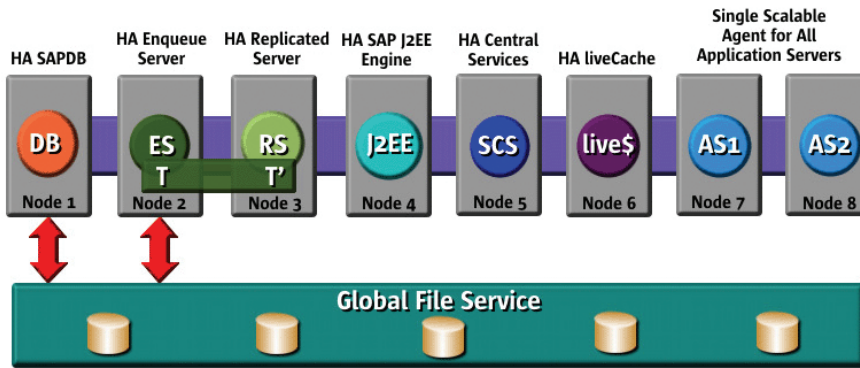 HA SAPDB
HA Enqueue
Server
HA Replicated
Server
HA SAP J2EE
Engine
HA Central
Services
HA liveCache
Single Scalable
Agent for All
Application Servers
DB
ES
RS
J2EE
SCS
live$
AS1
AS2
T
T'
Node 1
Node 2
Node 3
Node 4
Node 5
Node 6
Node 7
Node 8
Global File Service